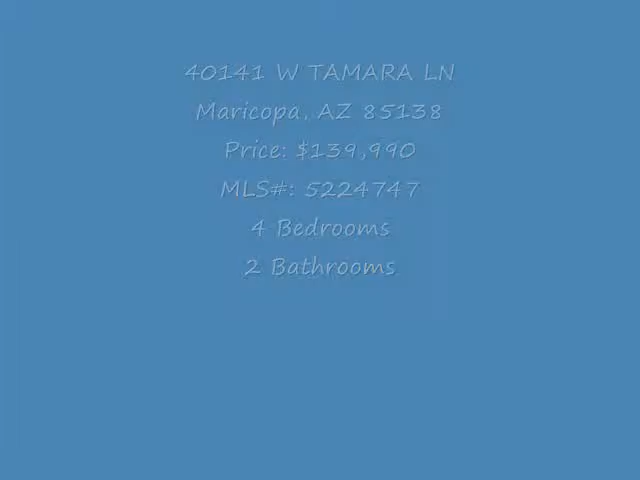 40141 W TAMARA LN
Maricopa, AZ 85138
Price: $139,990
MLS#: 5224747
4 Bedrooms
2 Bathrooms